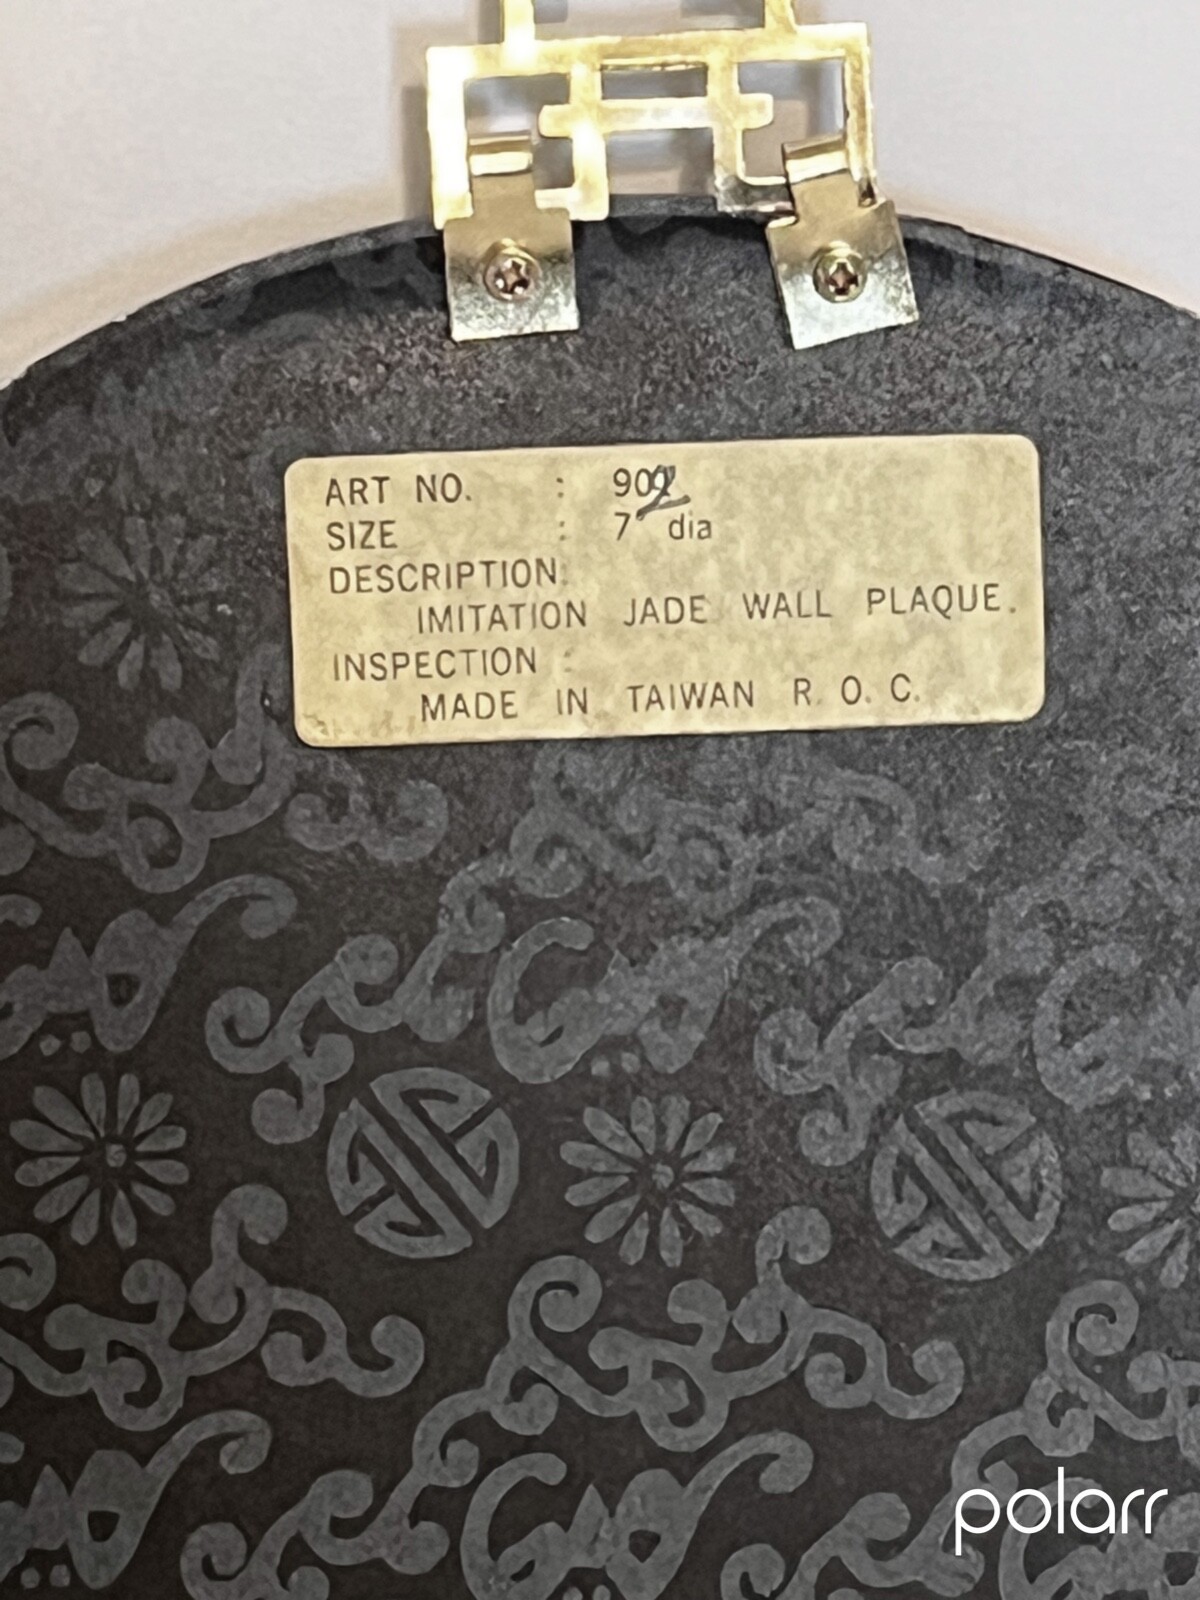 ART NO. : 902
SIZE : 7" dia
DESCRIPTION:
IMITATION JADE WALL PLAQUE.
INSPECTION :
MADE IN TAIWAN R. O. C.
polarr